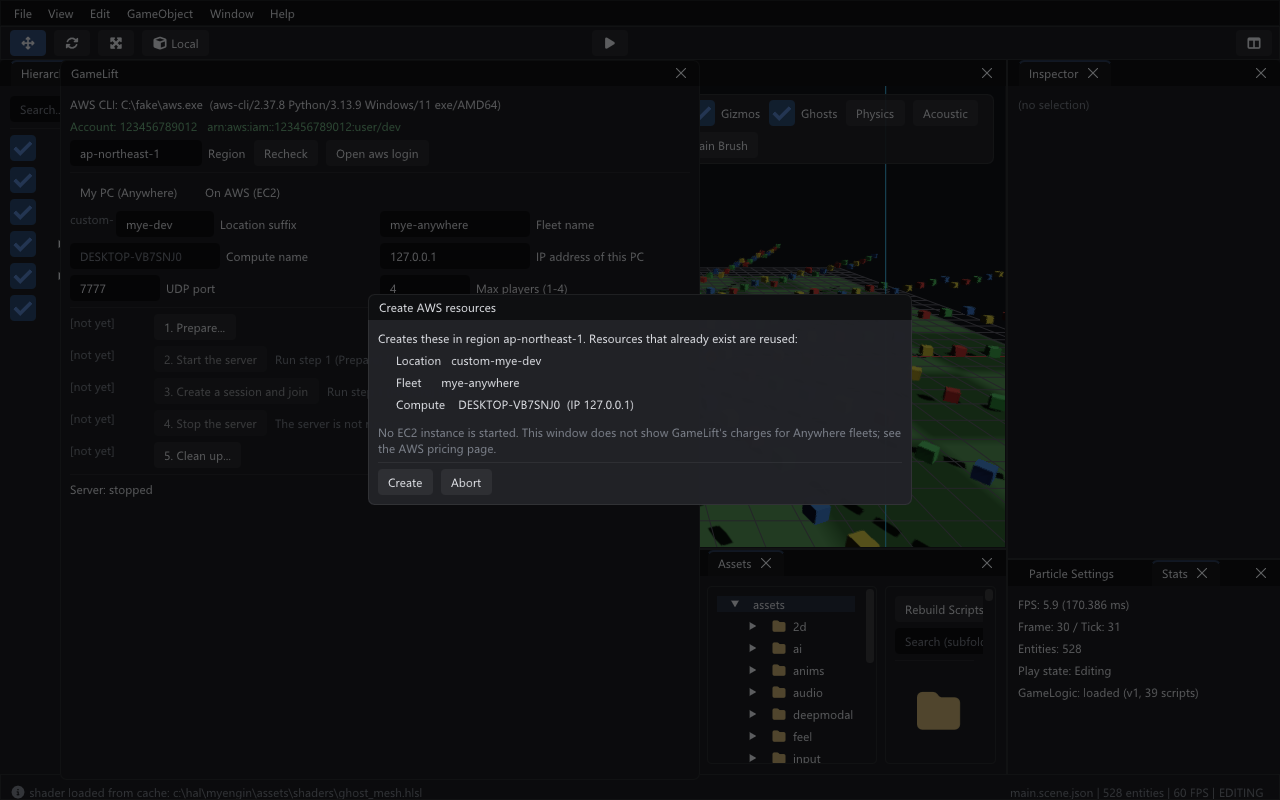 File View Edit GameObject Window Help
Local
Hierarc
GameLift
Inspector
Search...
AWS CLI: C:\fake\aws.exe (aws-cli/2.37.8 Python/3.13.9 Windows/11 exe/AMD64)
(no selection)
Gizmos Ghosts Physics Acoustic
Account: 123456789012 arn:aws:iam::123456789012:user/dev
ain Brush
ap-northeast-1 Region Recheck Open aws login
My PC (Anywhere) On AWS (EC2)
custom- mye-dev Location suffix mye-anywhere Fleet name
DESKTOP-VB7SNJ0 Compute name 127.0.0.1 IP address of this PC
7777 UDP port 4 Max players (1-4)
[not yet] 1. Prepare...
[not yet] 2. Start the server Run step 1 (Prepa
[not yet] 3. Create a session and join Run ste
[not yet] 4. Stop the server The server is not r
[not yet] 5. Clean up...
Server: stopped
Create AWS resources
Creates these in region ap-northeast-1. Resources that already exist are reused:
Location custom-mye-dev
Fleet mye-anywhere
Compute DESKTOP-VB7SNJ0 (IP 127.0.0.1)
No EC2 instance is started. This window does not show GameLift's charges for Anywhere fleets; see
the AWS pricing page.
Create Abort
Assets
assets
2d
ai
anims
audio
deepmodal
feel
input
Rebuild Scripts
Search (subfold
Particle Settings Stats
FPS: 5.9 (170.386 ms)
Frame: 30 / Tick: 31
Entities: 528
Play state: Editing
GameLogic: loaded (v1, 39 scripts)
shader loaded from cache: c:\hal\myengin\assets\shaders\ghost_mesh.hlsl
main.scene.json | 528 entities | 60 FPS | EDITING